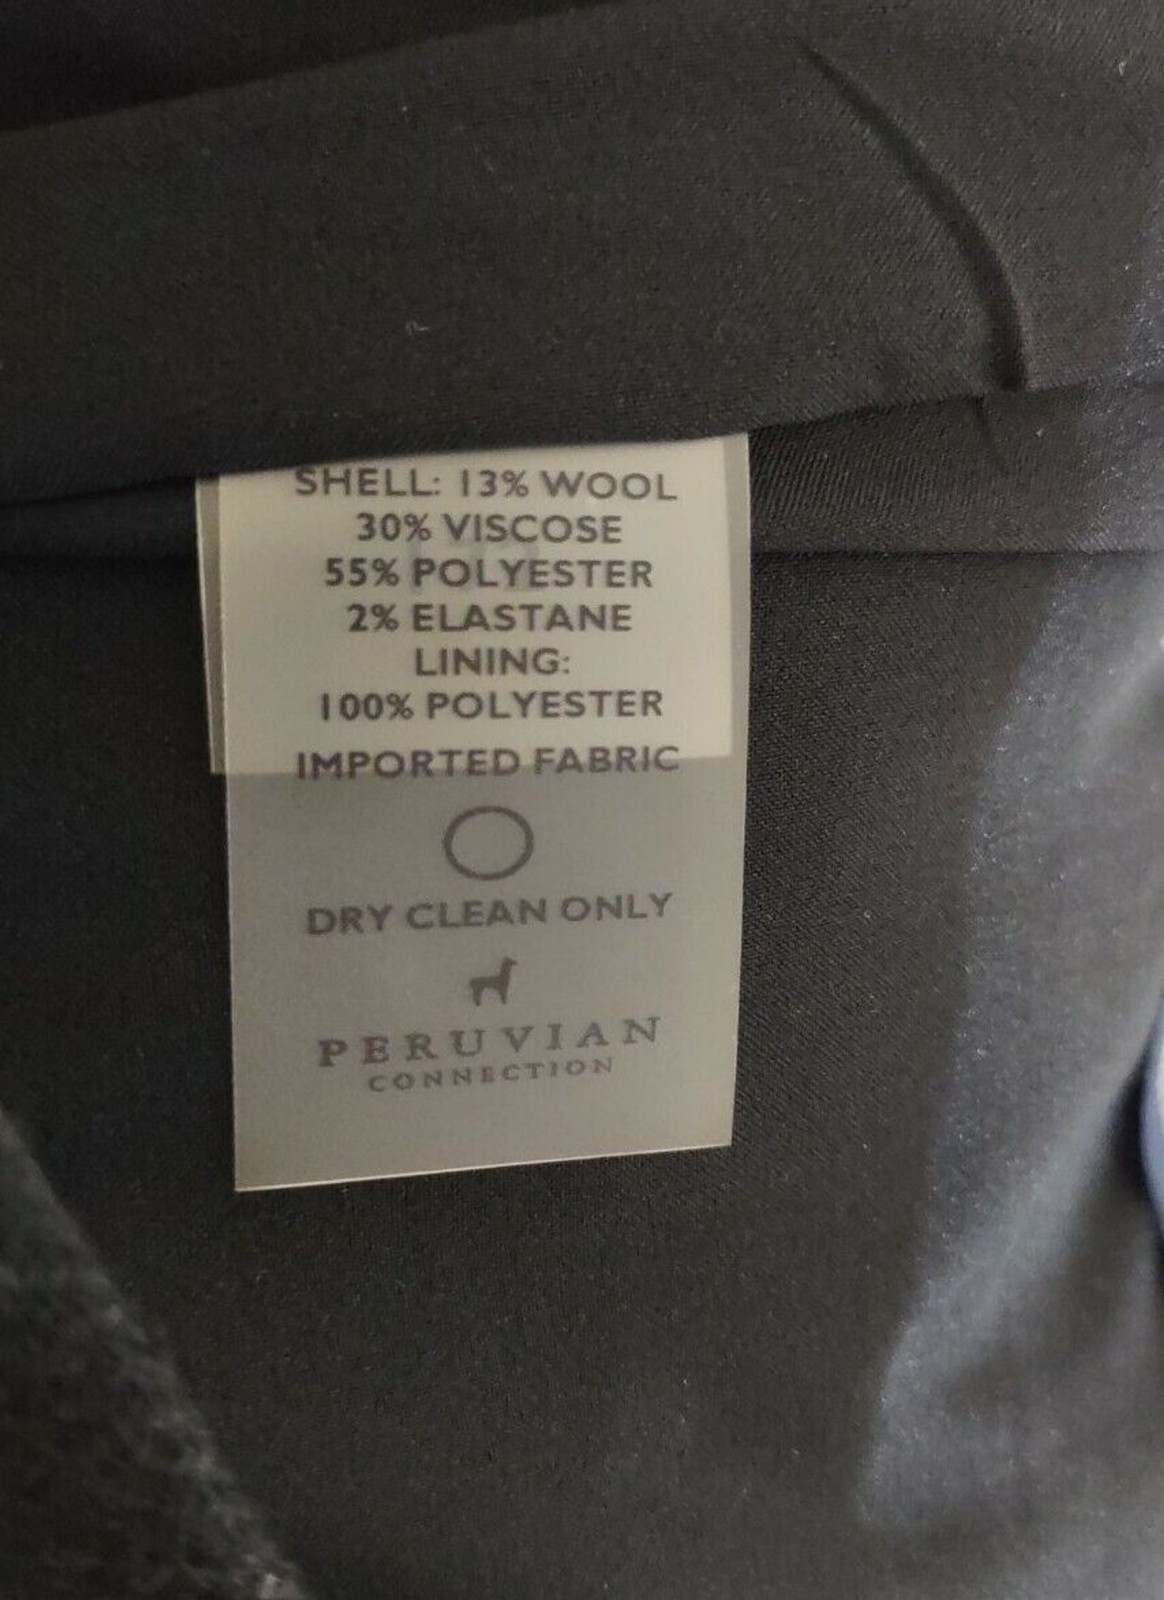 SHELL: 13% WOOL
30% VISCOSE
55% POLYESTER
2% ELASTANE
LINING:
100% POLYESTER
IMPORTED FABRIC
DRY CLEAN ONLY
PERUVIAN
CONNECTION